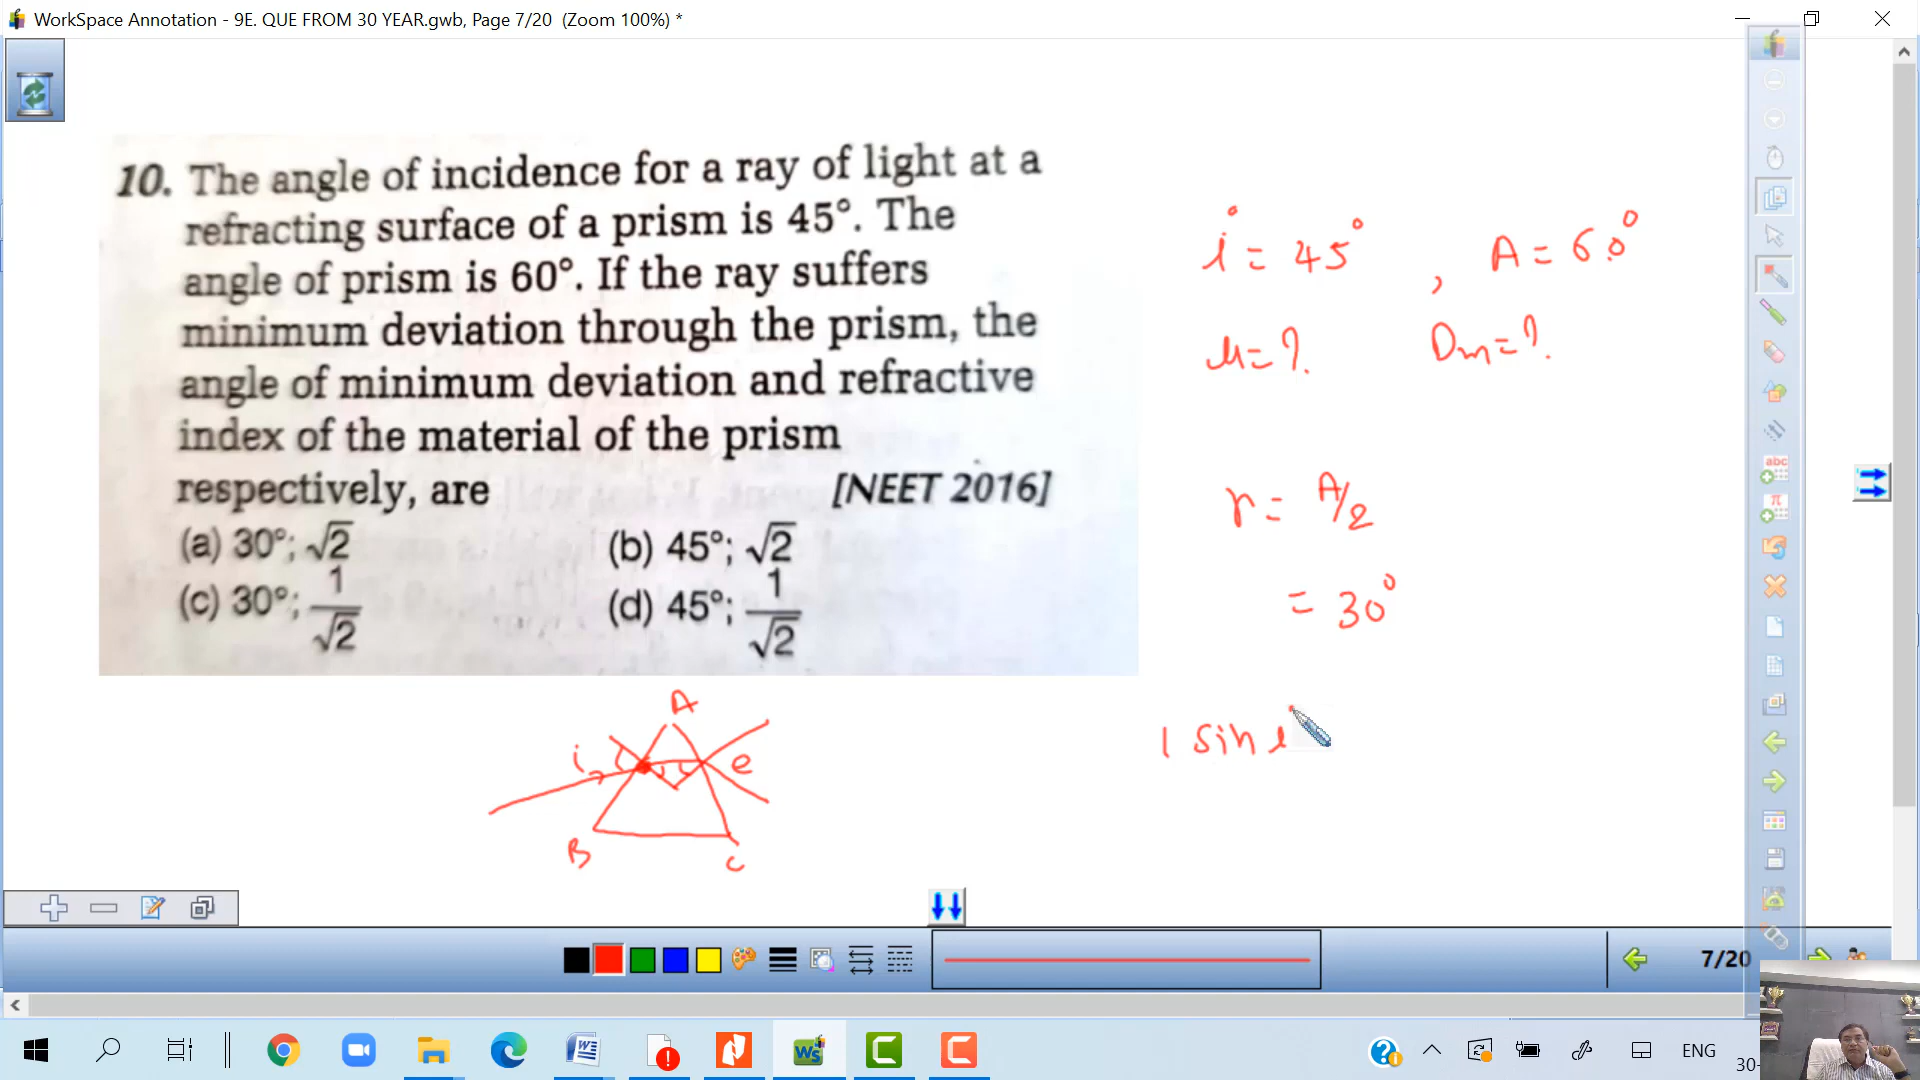 WorkSpace Annotation - 9E. QUE FROM 30 YEAR.gwb, Page 7/20 (Zoom 100%) *
10. The angle of incidence for a ray of light at a
refracting surface of a prism is 45°. The
angle of prism is 60°. If the ray suffers
minimum deviation through the prism, the
angle of minimum deviation and refractive
index of the material of the prism
respectively, are [NEET 2016]
(a) 30°; √2 (b) 45°; √2
(c) 30°; 1/√2 (d) 45°; 1/√2
i = 45° , A = 60°
μ = ? Dm = ?
r = A/2
= 30°
1 sin i
A
i e
B C
abc
π
7/20
W
WS
ENG
30-